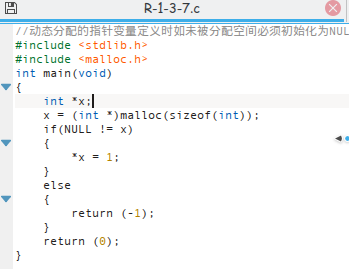 R-1-3-7.c
//动态分配的指针变量定义时如未被分配空间必须初始化为NUL
#include <stdlib.h>
#include <malloc.h>
int main(void)
{
    int *x;
    x = (int *)malloc(sizeof(int));
    if(NULL != x)
    {
        *x = 1;
    }
    else
    {
        return (-1);
    }
    return (0);
}